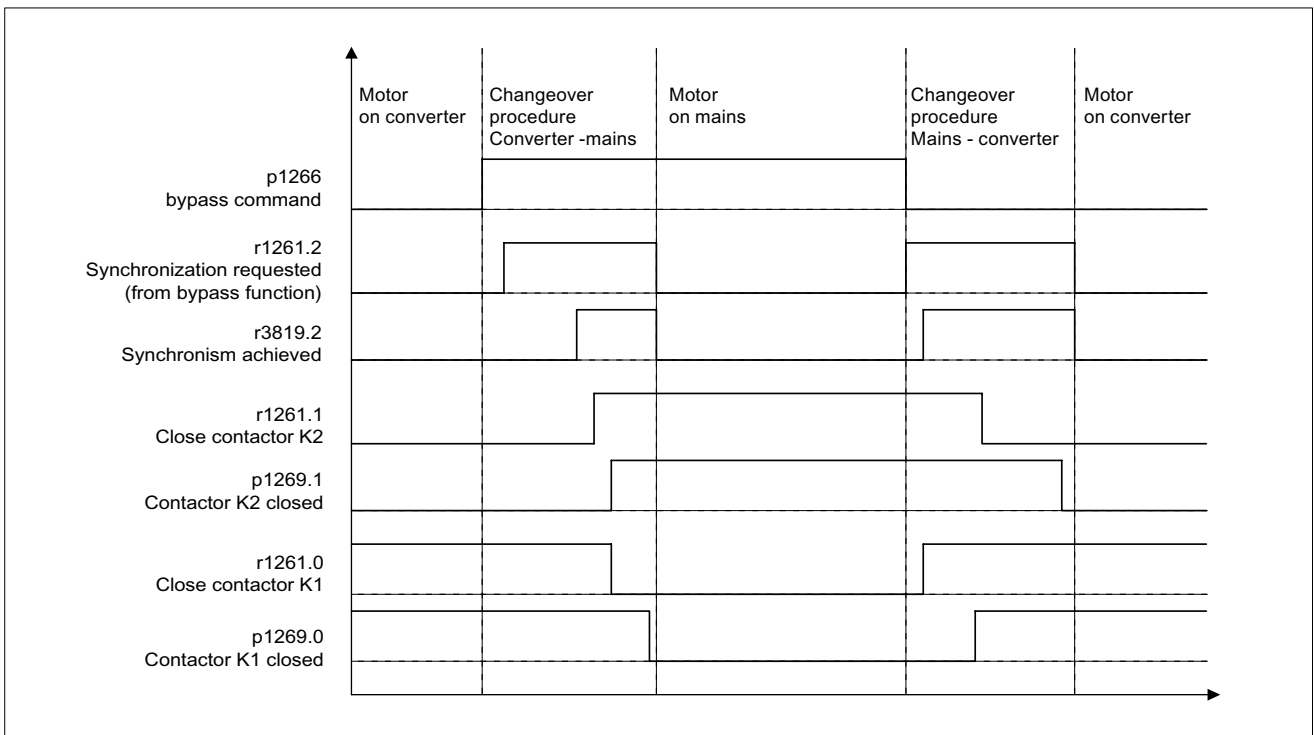 Motor
on converter
Changeover
procedure
Converter -mains
Motor
on mains
Changeover
procedure
Mains - converter
Motor
on converter
p1266
bypass command
r1261.2
Synchronization requested
(from bypass function)
r3819.2
Synchronism achieved
r1261.1
Close contactor K2
p1269.1
Contactor K2 closed
r1261.0
Close contactor K1
p1269.0
Contactor K1 closed